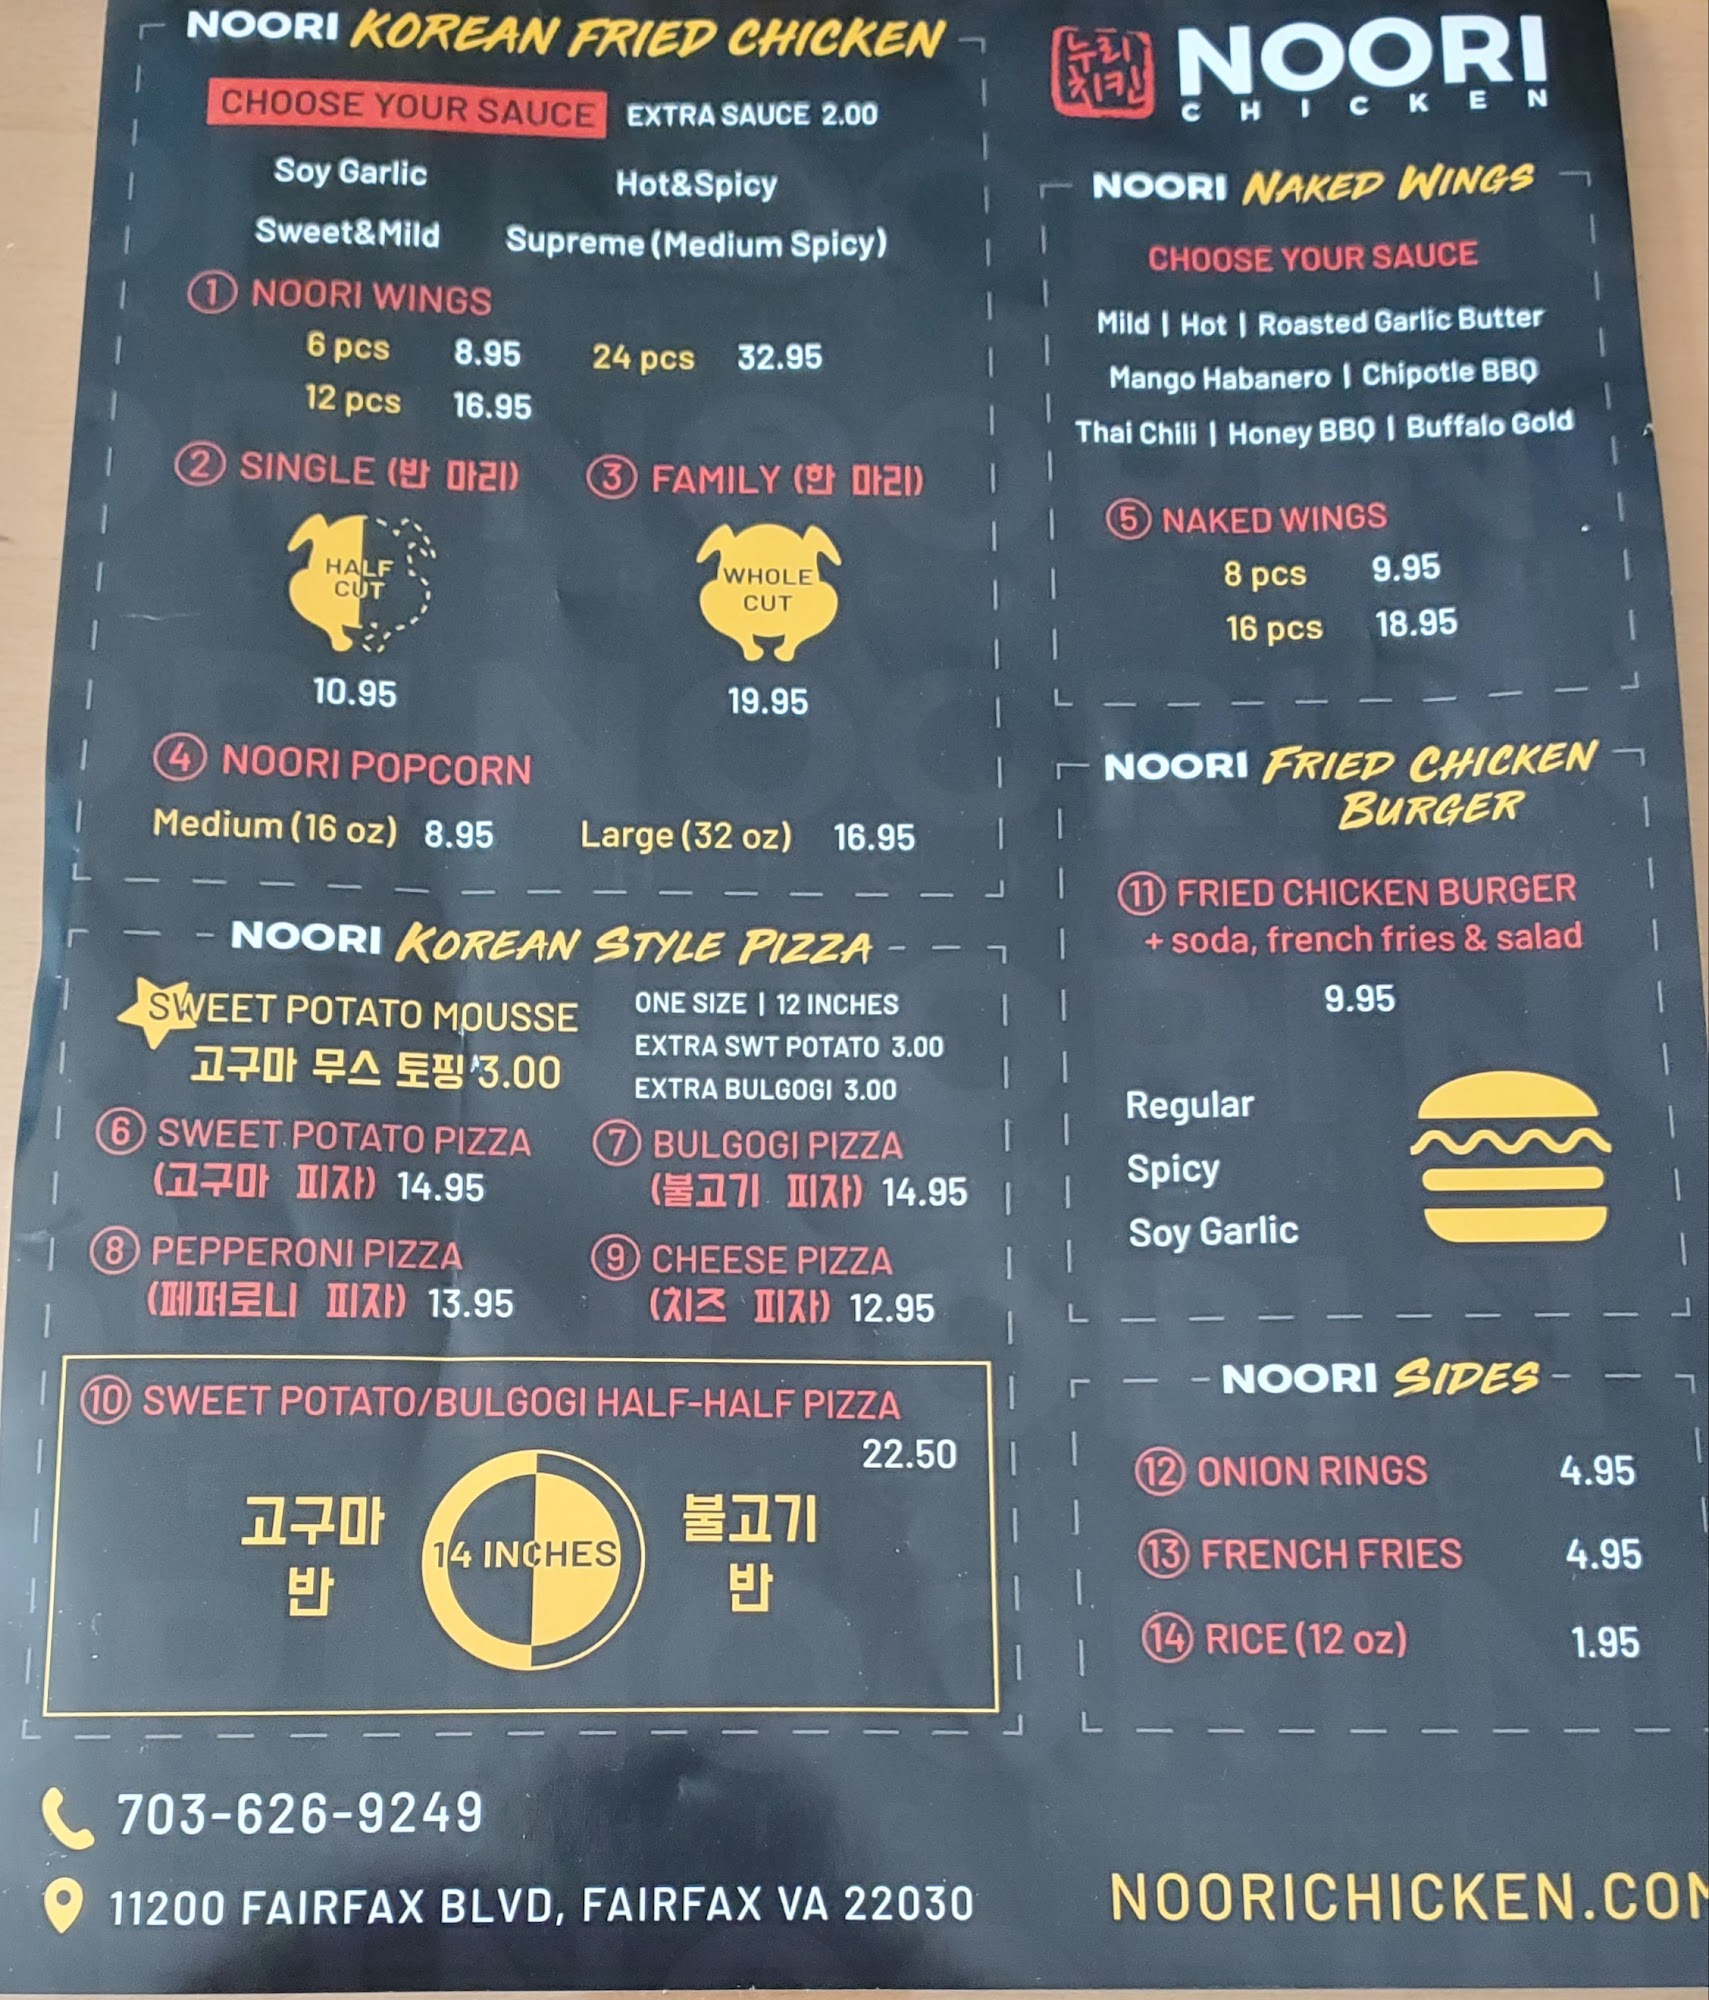 NOORI KOREAN FRIED CHICKEN
CHOOSE YOUR SAUCE EXTRA SAUCE 2.00
Soy Garlic Hot&Spicy
Sweet&Mild Supreme (Medium Spicy)
1 NOORI WINGS
6 pcs 8.95 24 pcs 32.95
12 pcs 16.95
2 SINGLE (반 마리) 3 FAMILY (한 마리)
HALF CUT
WHOLE CUT
10.95 19.95
4 NOORI POPCORN
Medium (16 oz) 8.95 Large (32 oz) 16.95
NOORI KOREAN STYLE PIZZA
SWEET POTATO MOUSSE
고구마 무스 토핑 3.00
ONE SIZE | 12 INCHES
EXTRA SWT POTATO 3.00
EXTRA BULGOGI 3.00
6 SWEET POTATO PIZZA
(고구마 피자) 14.95
7 BULGOGI PIZZA
(불고기 피자) 14.95
8 PEPPERONI PIZZA
(페퍼로니 피자) 13.95
9 CHEESE PIZZA
(치즈 피자) 12.95
10 SWEET POTATO/BULGOGI HALF-HALF PIZZA
22.50
고구마
반
14 INCHES
불고기
반
누리
치킨
NOORI
CHICKEN
NOORI NAKED WINGS
CHOOSE YOUR SAUCE
Mild | Hot | Roasted Garlic Butter
Mango Habanero | Chipotle BBQ
Thai Chili | Honey BBQ | Buffalo Gold
5 NAKED WINGS
8 pcs 9.95
16 pcs 18.95
NOORI FRIED CHICKEN
BURGER
11 FRIED CHICKEN BURGER
+ soda, french fries & salad
9.95
Regular
Spicy
Soy Garlic
NOORI SIDES
12 ONION RINGS 4.95
13 FRENCH FRIES 4.95
14 RICE (12 oz) 1.95
703-626-9249
11200 FAIRFAX BLVD, FAIRFAX VA 22030
NOORICHICKEN.COM